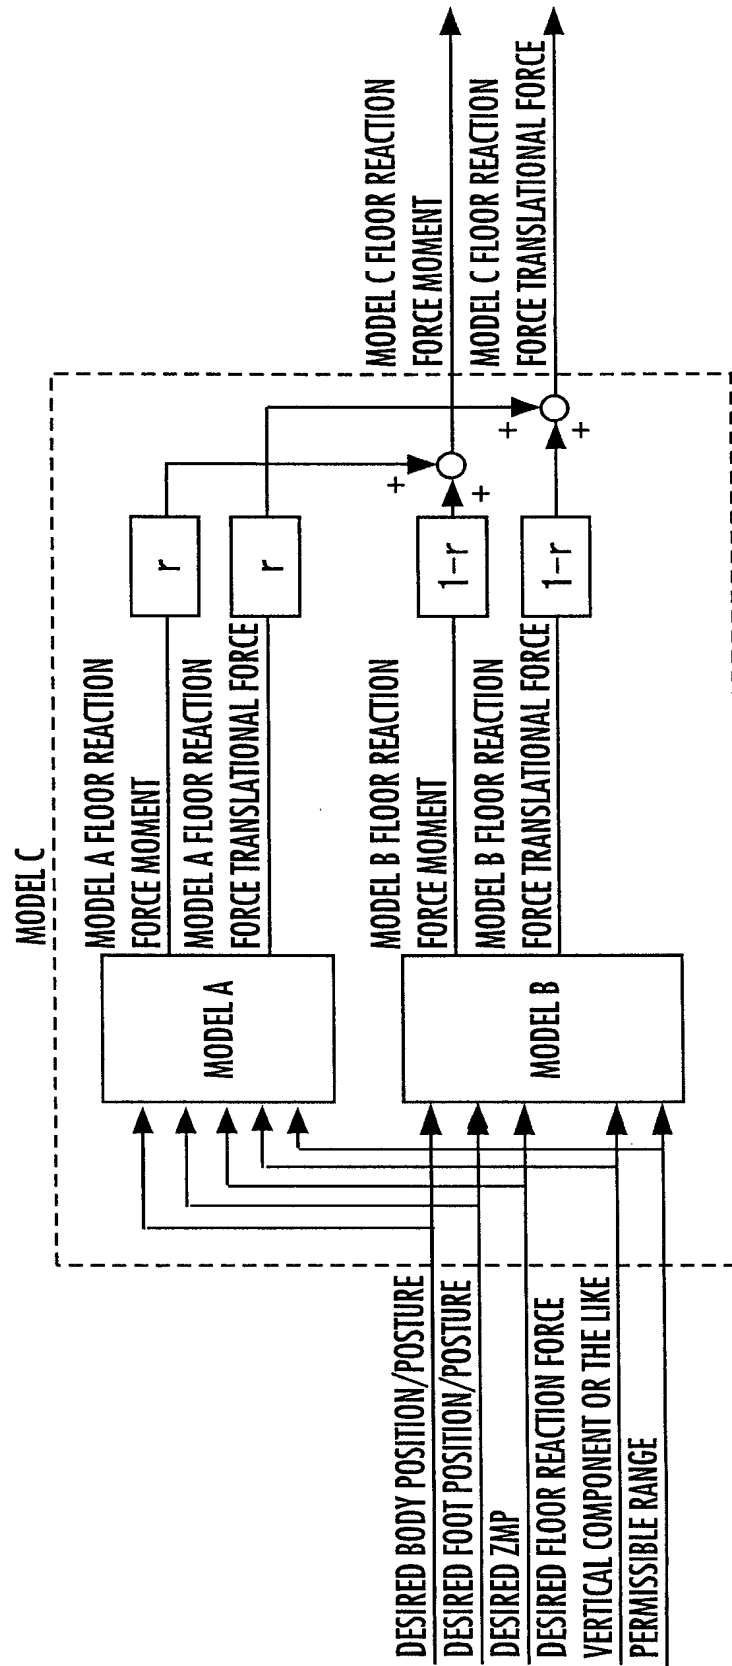 MODEL C
MODEL A FLOOR REACTION
FORCE MOMENT
MODEL A FLOOR REACTION
FORCE TRANSLATIONAL FORCE
MODEL A
r
r
MODEL B FLOOR REACTION
FORCE MOMENT
MODEL B FLOOR REACTION
FORCE TRANSLATIONAL FORCE
MODEL B
1-r
1-r
+
+
+
+
MODEL C FLOOR REACTION
FORCE MOMENT
MODEL C FLOOR REACTION
FORCE TRANSLATIONAL FORCE
DESIRED BODY POSITION/POSTURE
DESIRED FOOT POSITION/POSTURE
DESIRED ZMP
DESIRED FLOOR REACTION FORCE
VERTICAL COMPONENT OR THE LIKE
PERMISSIBLE RANGE